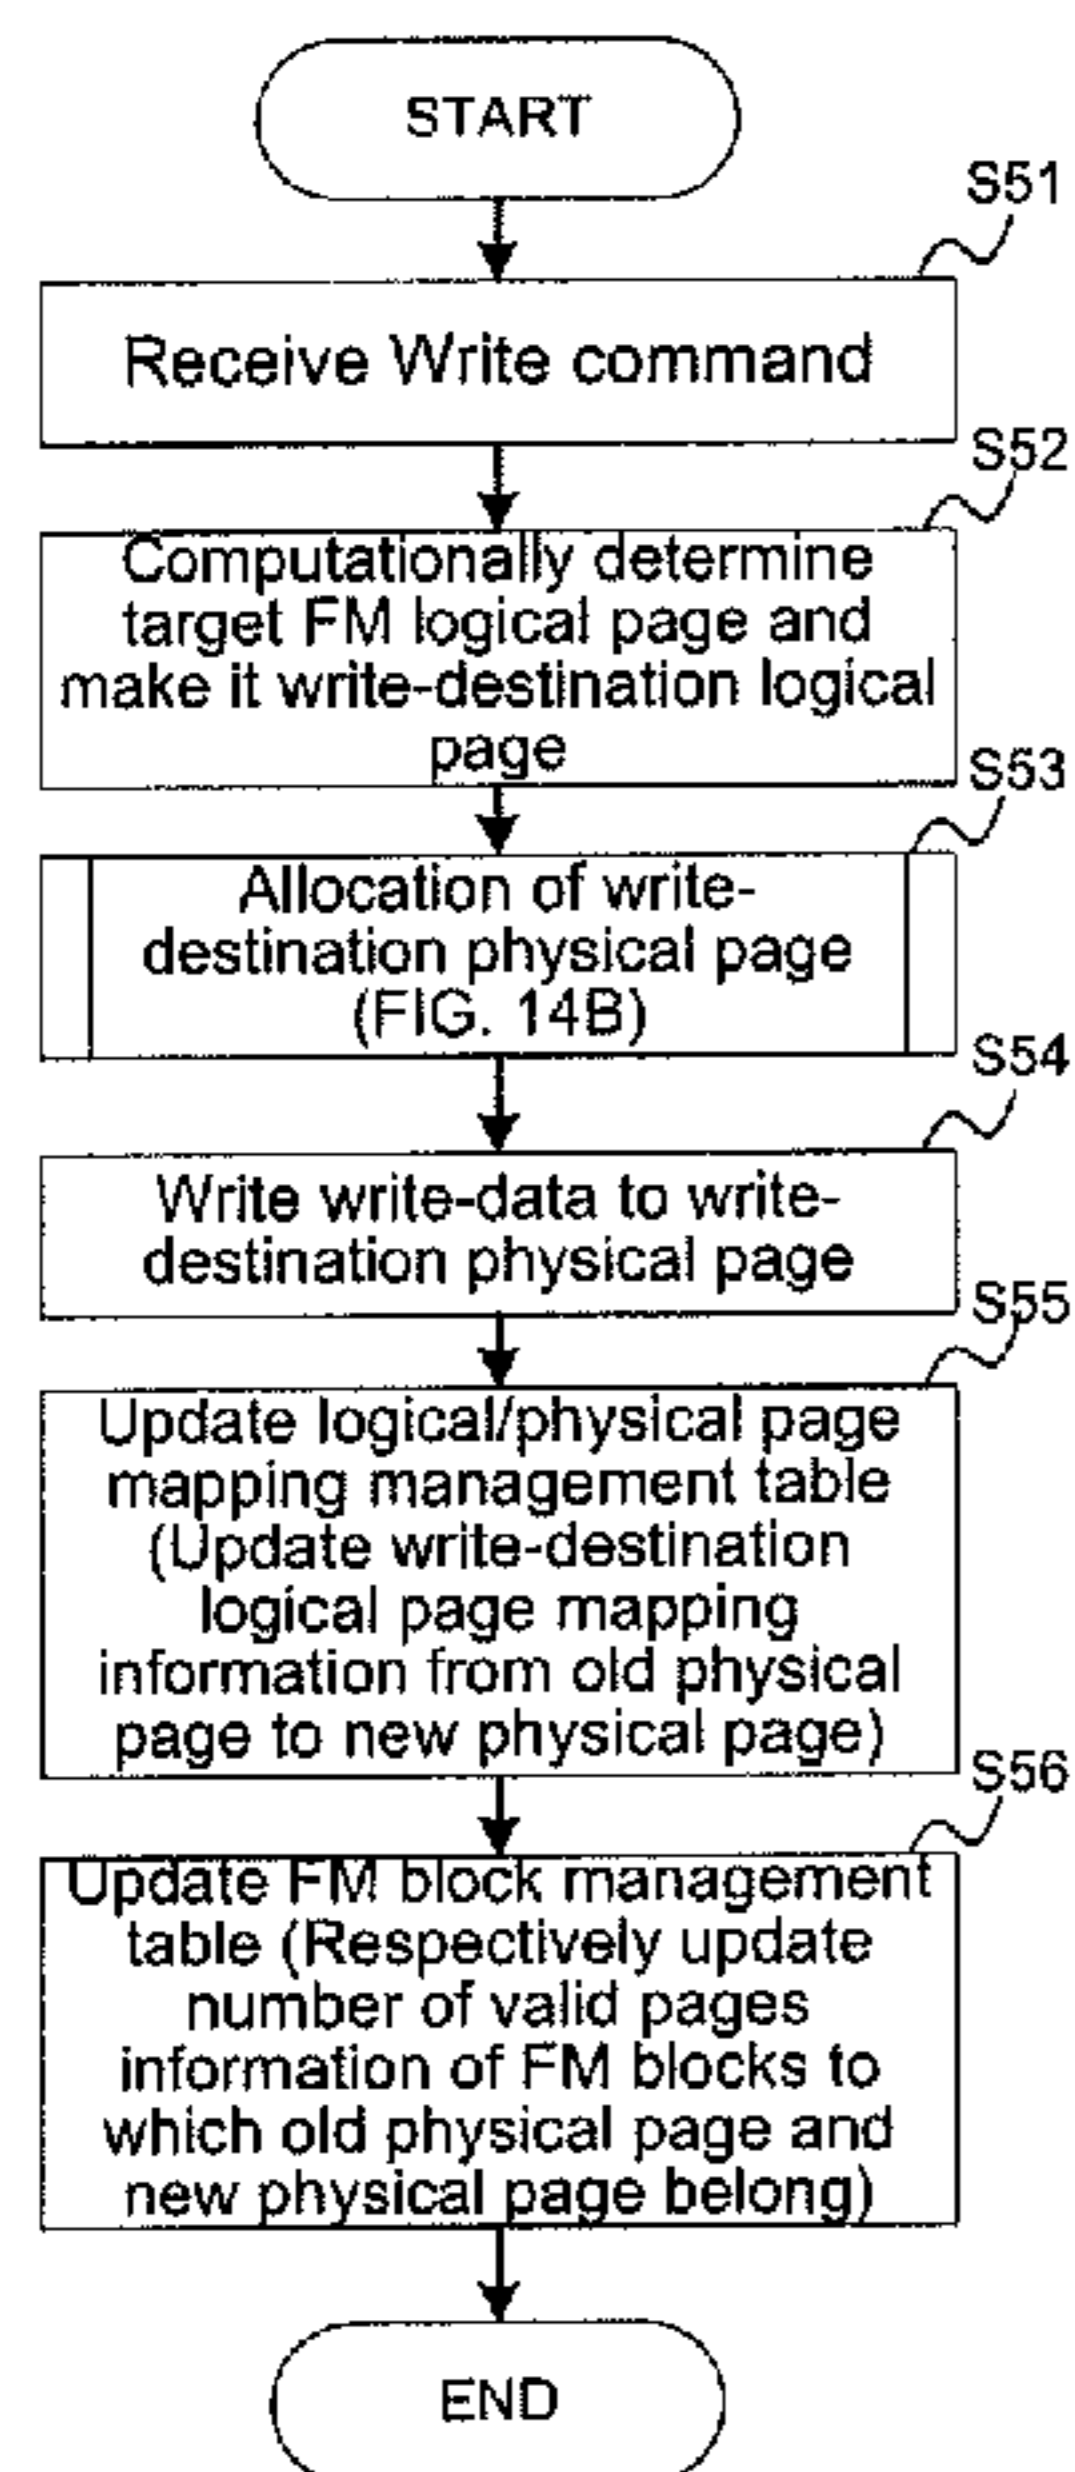 START
S51
Receive Write command
S52
Computationally determine
target FM logical page and
make it write-destination logical
page
S53
Allocation of write-
destination physical page
(FIG. 14B)
S54
Write write-data to write-
destination physical page
S55
Update logical/physical page
mapping management table
(Update write-destination
logical page mapping
information from old physical
page to new physical page)
S56
Update FM block management
table (Respectively update
number of valid pages
information of FM blocks to
which old physical page and
new physical page belong)
END